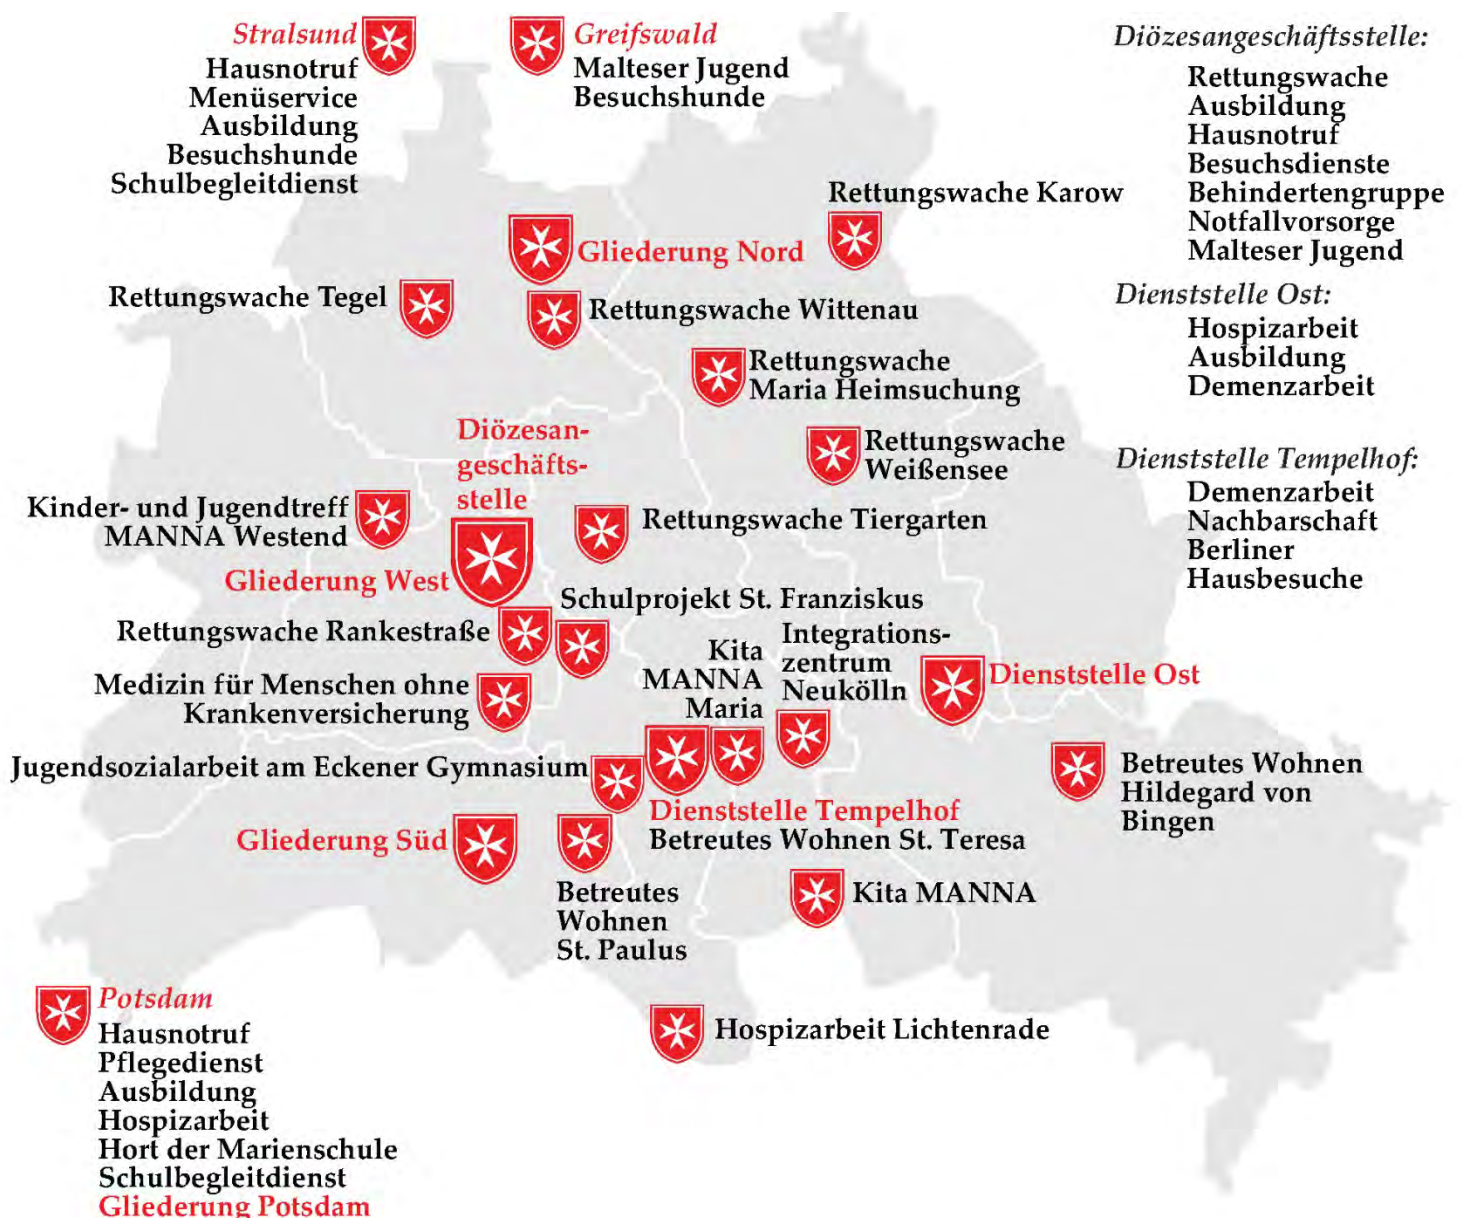 Stralsund
Hausnotruf
Menüservice
Ausbildung
Besuchshunde
Schulbegleitdienst
Greifswald
Malteser Jugend
Besuchshunde
Diözesangeschäftsstelle:
Rettungswache
Ausbildung
Hausnotruf
Besuchsdienste
Behindertengruppe
Notfallvorsorge
Malteser Jugend
Dienststelle Ost:
Hospizarbeit
Ausbildung
Demenzarbeit
Dienststelle Tempelhof:
Demenzarbeit
Nachbarschaft
Berliner
Hausbesuche
Rettungswache Karow
Gliederung Nord
Rettungswache Tegel
Rettungswache Wittenau
Rettungswache
Maria Heimsuchung
Diözesan-
geschäfts-
stelle
Rettungswache
Weißensee
Kinder- und Jugendtreff
MANNA Westend
Rettungswache Tiergarten
Gliederung West
Schulprojekt St. Franziskus
Rettungswache Rankestraße
Kita
MANNA
Maria
Integrations-
zentrum
Neukölln
Dienststelle Ost
Medizin für Menschen ohne
Krankenversicherung
Jugendsozialarbeit am Eckener Gymnasium
Dienststelle Tempelhof
Betreutes Wohnen St. Teresa
Betreutes Wohnen
Hildegard von
Bingen
Gliederung Süd
Betreutes
Wohnen
St. Paulus
Kita MANNA
Hospizarbeit Lichtenrade
Potsdam
Hausnotruf
Pflegedienst
Ausbildung
Hospizarbeit
Hort der Marienschule
Schulbegleitdienst
Gliederung Potsdam